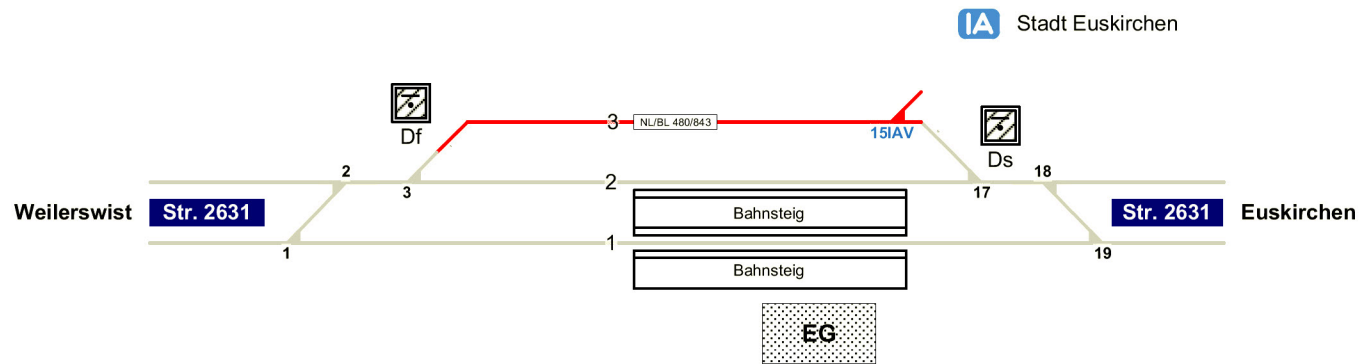 IA Stadt Euskirchen
Df
3 NL/BL 480/843
15IAV
Ds
2
3
2
17
18
Weilerswist Str. 2631
Bahnsteig
Str. 2631 Euskirchen
1
1
19
Bahnsteig
EG